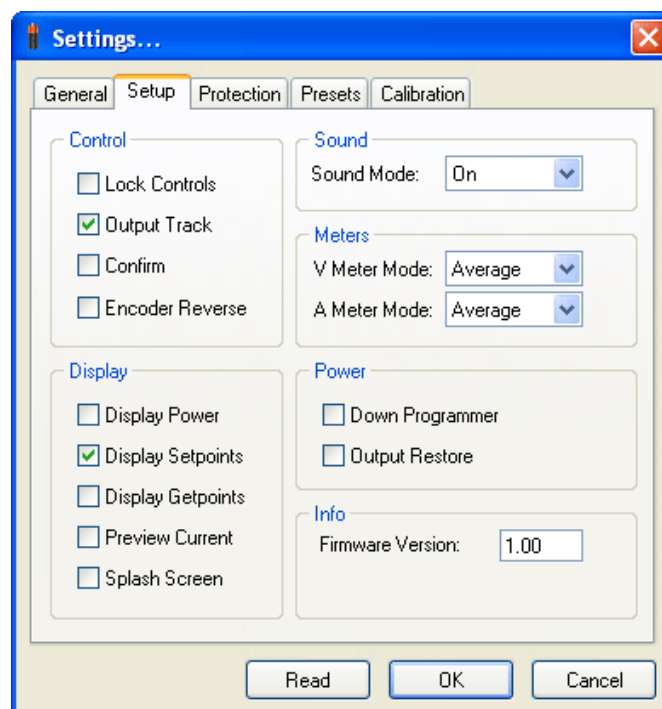 Settings...
General Setup Protection Presets Calibration
Control
Lock Controls
Output Track
Confirm
Encoder Reverse
Display
Display Power
Display Setpoints
Display Getpoints
Preview Current
Splash Screen
Sound
Sound Mode: On
Meters
V Meter Mode: Average
A Meter Mode: Average
Power
Down Programmer
Output Restore
Info
Firmware Version: 1.00
Read OK Cancel